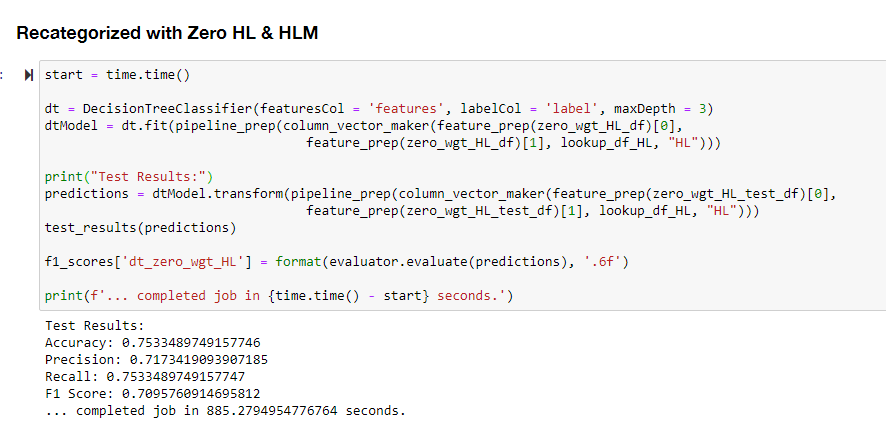 Recategorized with Zero HL & HLM
: start = time.time()
dt = DecisionTreeClassifier(featuresCol = 'features', labelCol = 'label', maxDepth = 3)
dtModel = dt.fit(pipeline_prep(column_vector_maker(feature_prep(zero_wgt_HL_df)[0],
feature_prep(zero_wgt_HL_df)[1], lookup_df_HL, "HL")))
print("Test Results:")
predictions = dtModel.transform(pipeline_prep(column_vector_maker(feature_prep(zero_wgt_HL_test_df)[0],
feature_prep(zero_wgt_HL_test_df)[1], lookup_df_HL, "HL")))
test_results(predictions)
f1_scores['dt_zero_wgt_HL'] = format(evaluator.evaluate(predictions), '.6f')
print(f'... completed job in {time.time() - start} seconds.')
Test Results:
Accuracy: 0.7533489749157746
Precision: 0.7173419093907185
Recall: 0.7533489749157747
F1 Score: 0.7095760914695812
... completed job in 885.2794954776764 seconds.